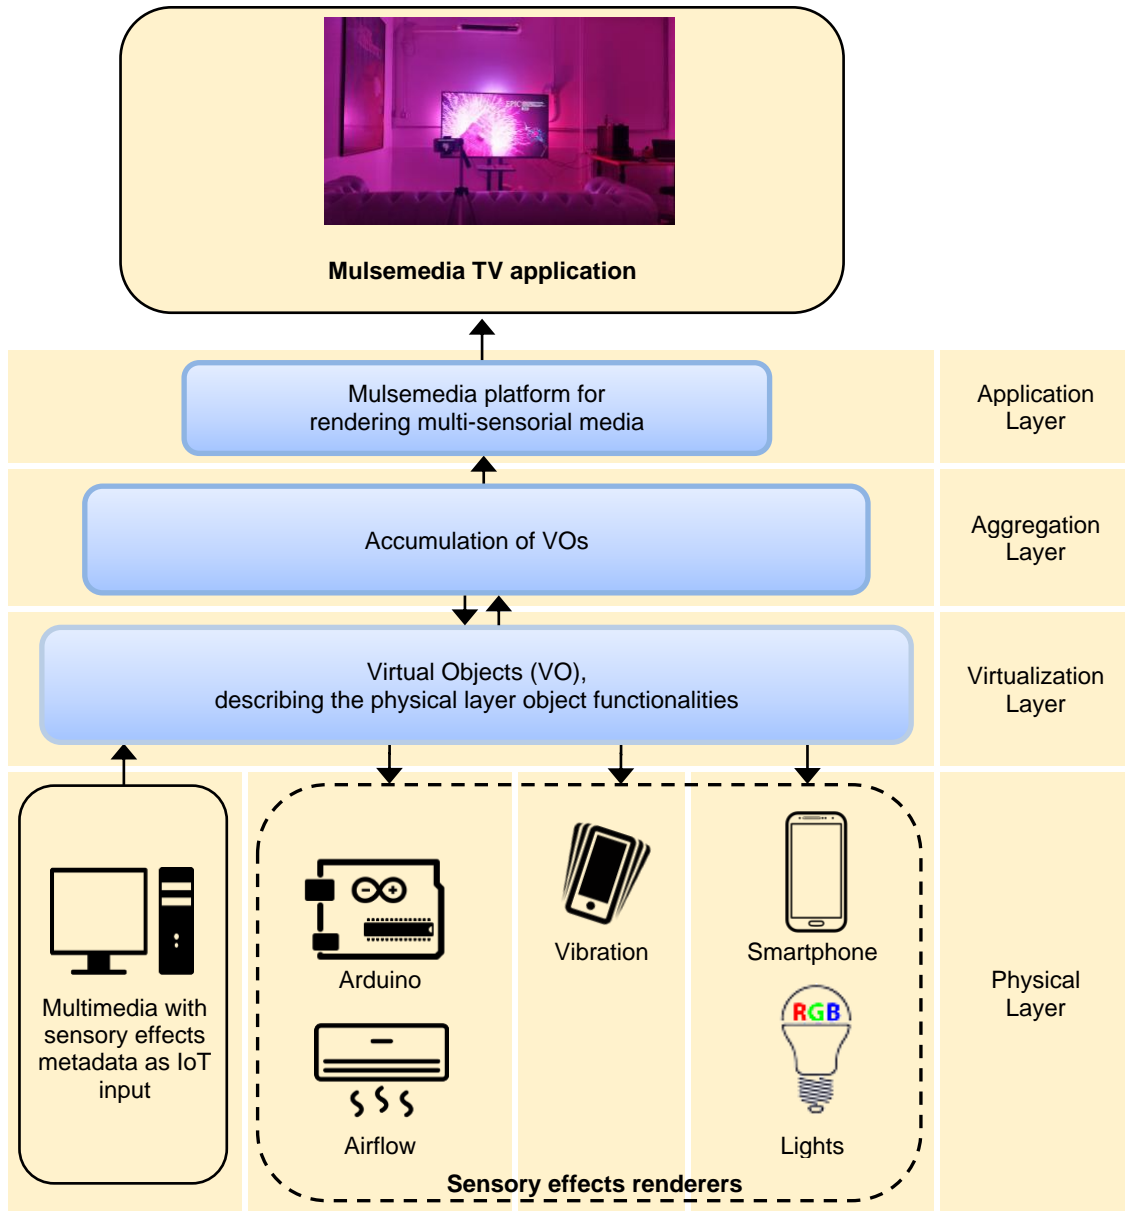 EPIC
Mulsemedia TV application
Mulsemedia platform for
rendering multi-sensorial media
Application
Layer
Accumulation of VOs
Aggregation
Layer
Virtual Objects (VO),
describing the physical layer object functionalities
Virtualization
Layer
Multimedia with
sensory effects
metadata as IoT
input
Arduino
Airflow
Vibration
Smartphone
RGB
Lights
Sensory effects renderers
Physical
Layer